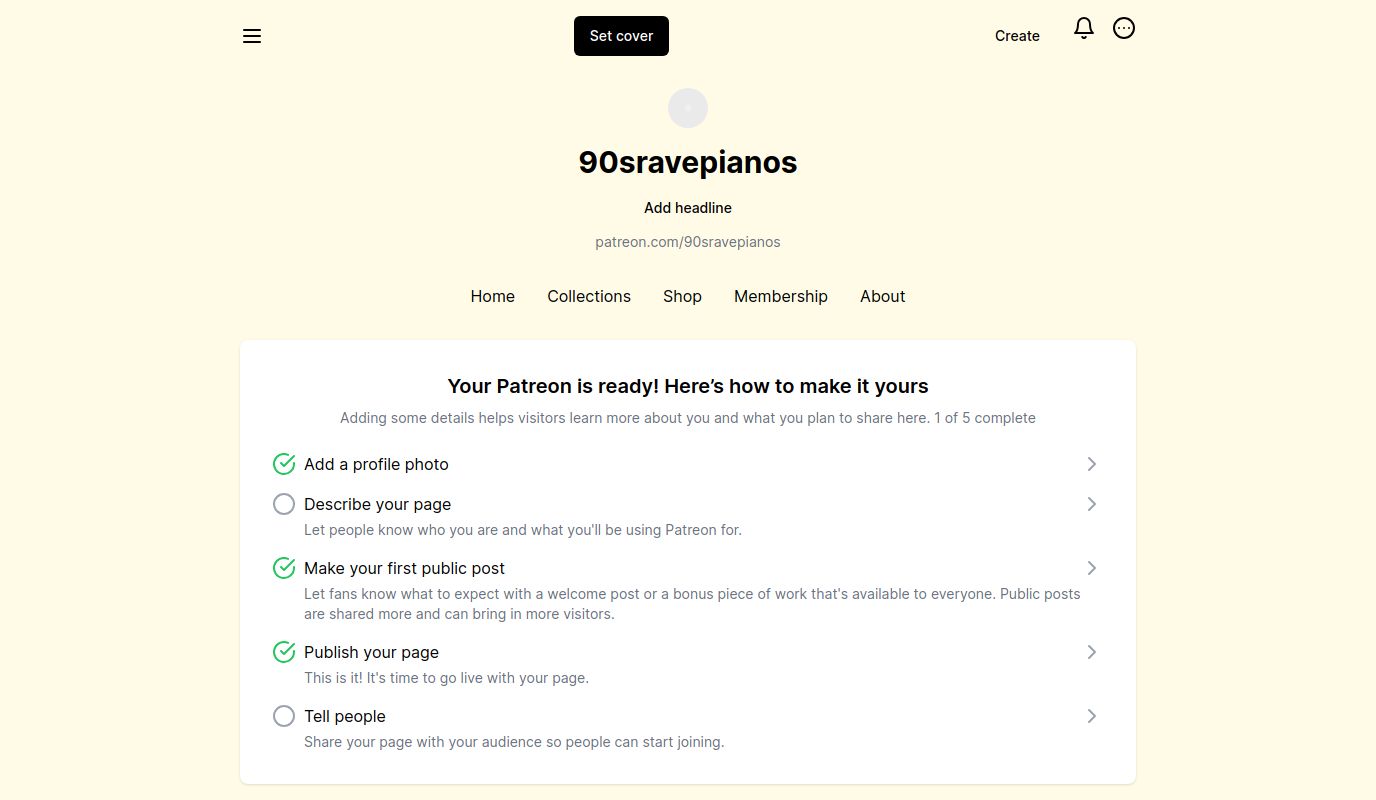 Set cover
Create
90sravepianos
Add headline
patreon.com/90sravepianos
Home Collections Shop Membership About
Your Patreon is ready! Here’s how to make it yours
Adding some details helps visitors learn more about you and what you plan to share here. 1 of 5 complete
Add a profile photo
Describe your page
Let people know who you are and what you'll be using Patreon for.
Make your first public post
Let fans know what to expect with a welcome post or a bonus piece of work that's available to everyone. Public posts
are shared more and can bring in more visitors.
Publish your page
This is it! It's time to go live with your page.
Tell people
Share your page with your audience so people can start joining.